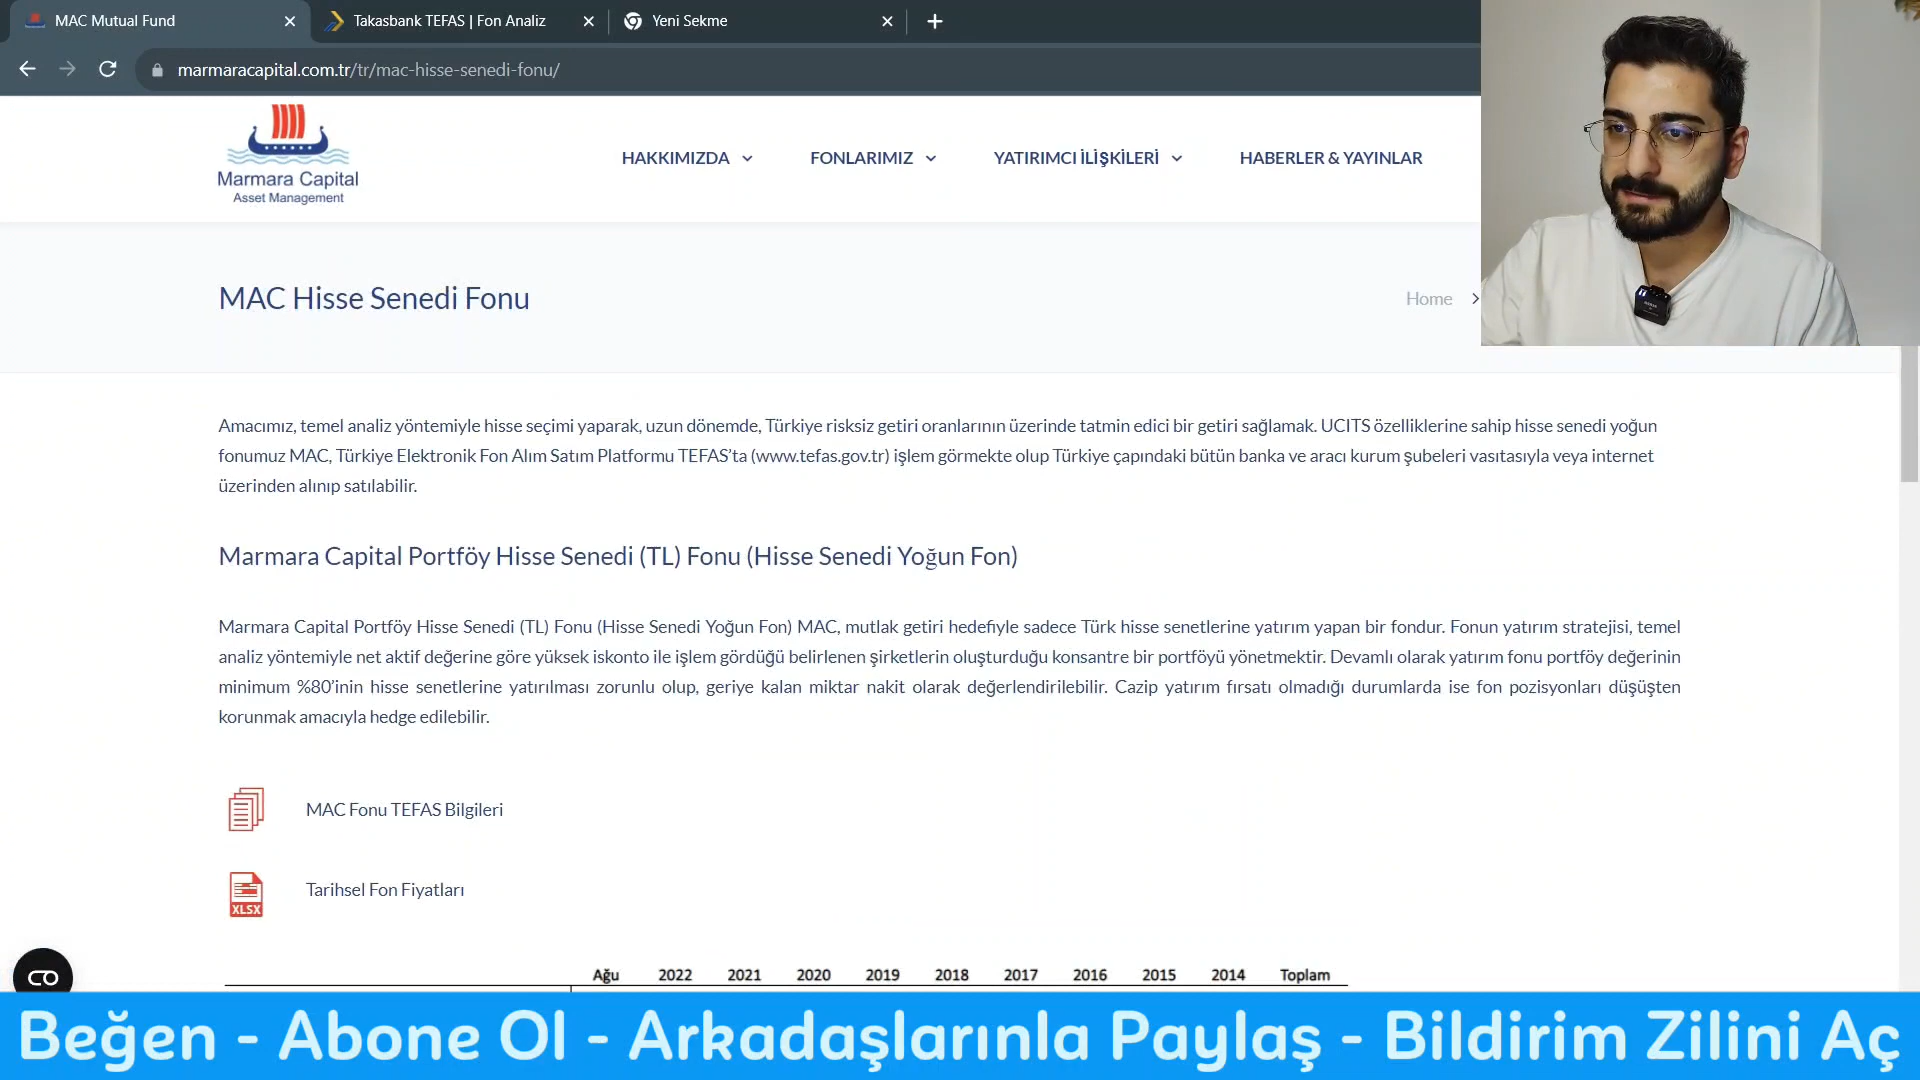 MAC Mutual Fund
Takasbank TEFAS | Fon Analiz
Yeni Sekme
marmaracapital.com.tr/tr/mac-hisse-senedi-fonu/
Marmara Capital
Asset Management
HAKKIMIZDA
FONLARIMIZ
YATIRIMCI İLİŞKİLERİ
HABERLER & YAYINLAR
MAC Hisse Senedi Fonu
Home
Amacımız, temel analiz yöntemiyle hisse seçimi yaparak, uzun dönemde, Türkiye risksiz getiri oranlarının üzerinde tatmin edici bir getiri sağlamak. UCITS özelliklerine sahip hisse senedi yoğun
fonumuz MAC, Türkiye Elektronik Fon Alım Satım Platformu TEFAS’ta (www.tefas.gov.tr) işlem görmekte olup Türkiye çapındaki bütün banka ve aracı kurum şubeleri vasıtasıyla veya internet
üzerinden alınıp satılabilir.
Marmara Capital Portföy Hisse Senedi (TL) Fonu (Hisse Senedi Yoğun Fon)
Marmara Capital Portföy Hisse Senedi (TL) Fonu (Hisse Senedi Yoğun Fon) MAC, mutlak getiri hedefiyle sadece Türk hisse senetlerine yatırım yapan bir fondur. Fonun yatırım stratejisi, temel
analiz yöntemiyle net aktif değerine göre yüksek iskonto ile işlem gördüğü belirlenen şirketlerin oluşturduğu konsantre bir portföyü yönetmektir. Devamlı olarak yatırım fonu portföy değerinin
minimum %80’inin hisse senetlerine yatırılması zorunlu olup, geriye kalan miktar nakit olarak değerlendirilebilir. Cazip yatırım fırsatı olmadığı durumlarda ise fon pozisyonları düşüşten
korunmak amacıyla hedge edilebilir.
MAC Fonu TEFAS Bilgileri
XLSX
Tarihsel Fon Fiyatları
Ağu 2022 2021 2020 2019 2018 2017 2016 2015 2014 Toplam
Beğen - Abone Ol - Arkadaşlarınla Paylaş - Bildirim Zilini Aç